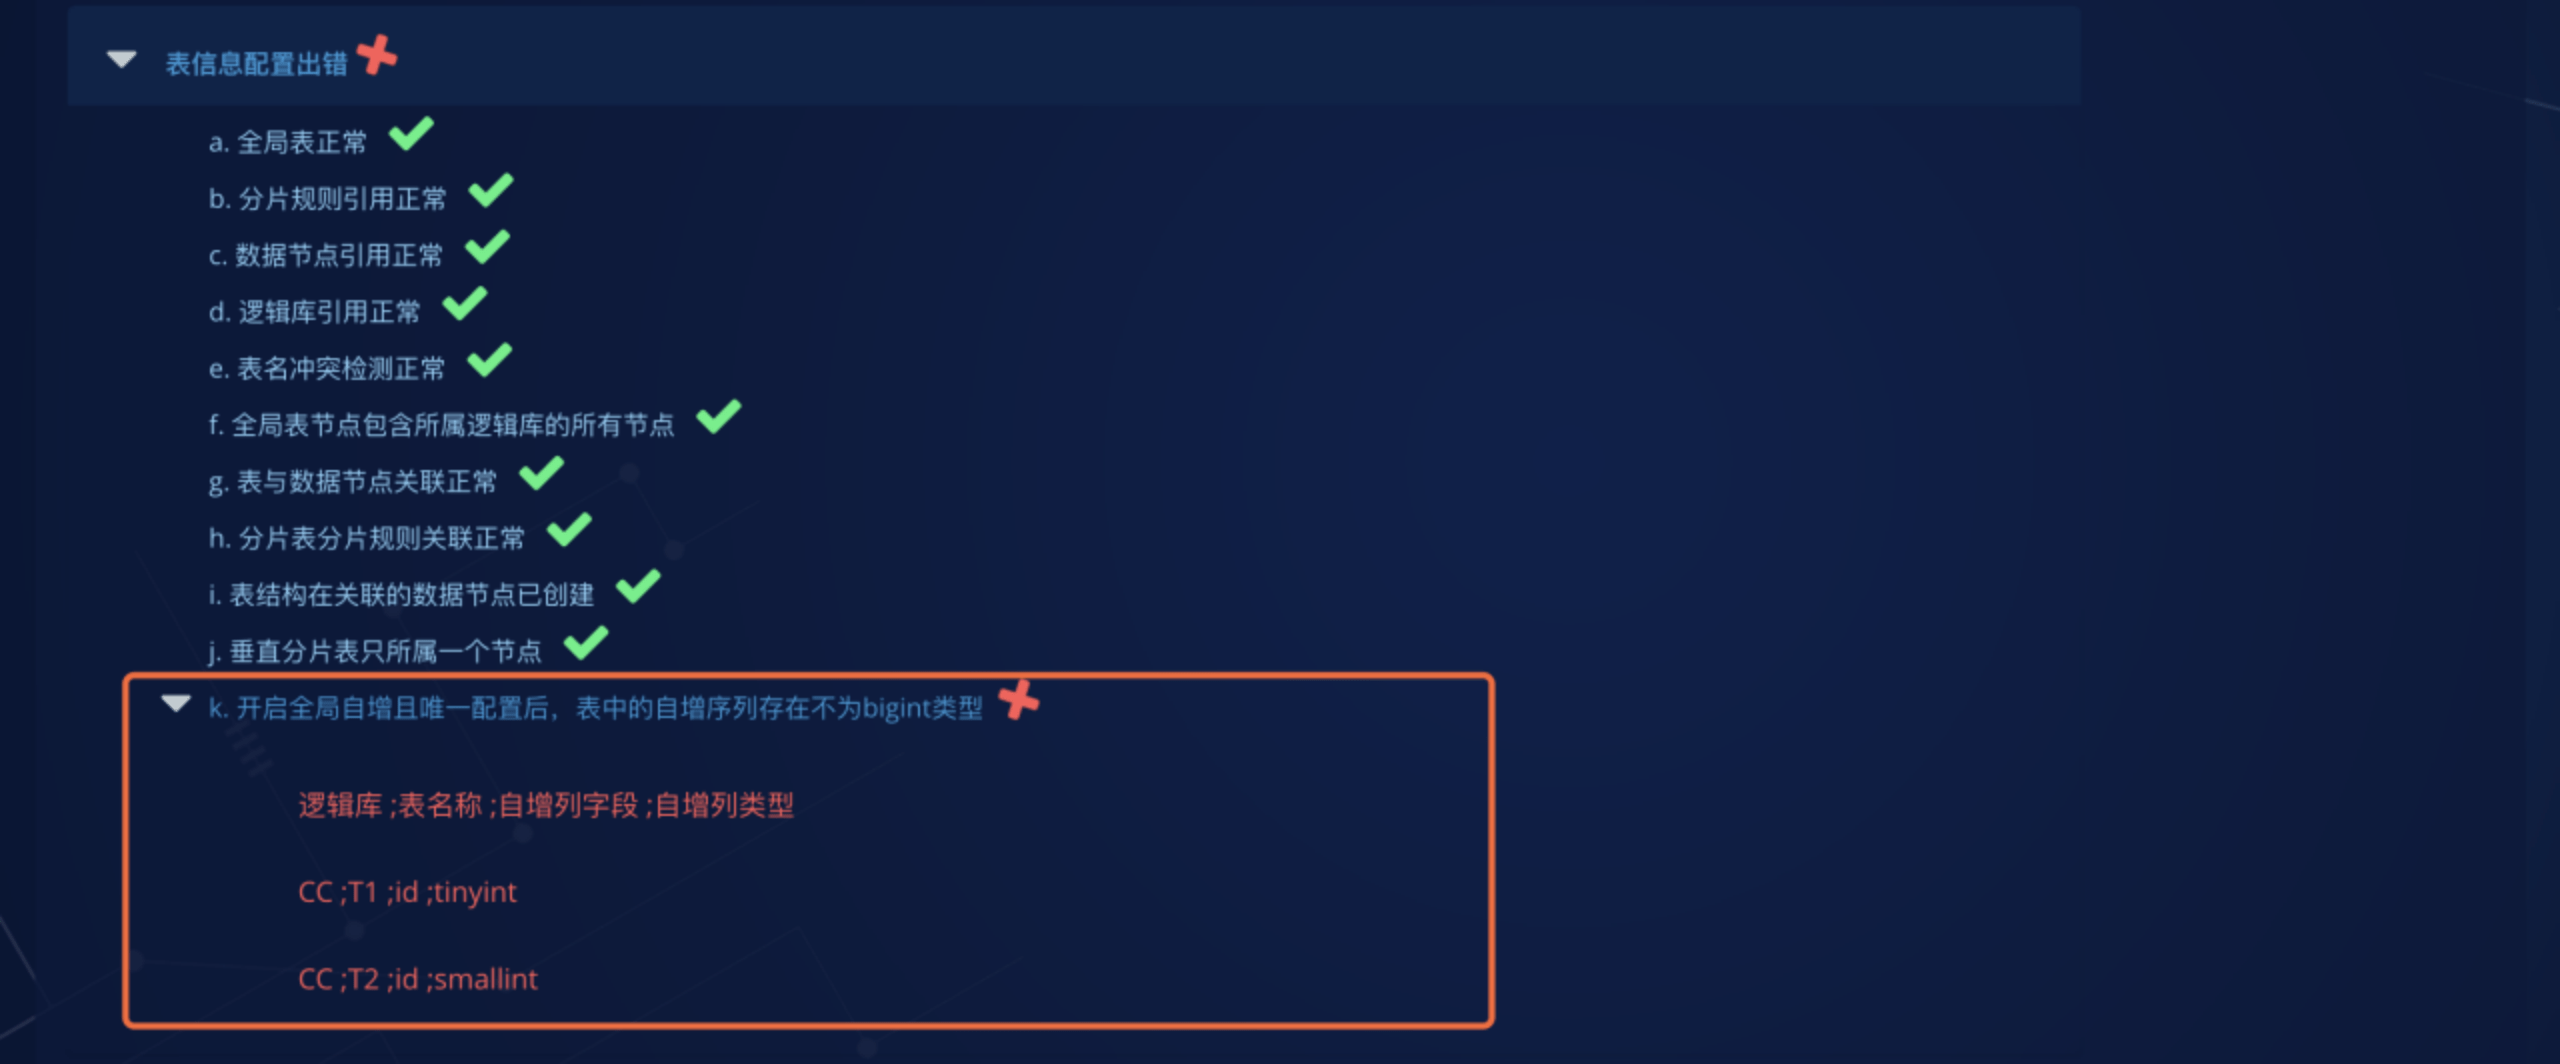 表信息配置出错
a. 全局表正常
b. 分片规则引用正常
c. 数据节点引用正常
d. 逻辑库引用正常
e. 表名冲突检测正常
f. 全局表节点包含所属逻辑库的所有节点
g. 表与数据节点关联正常
h. 分片表分片规则关联正常
i. 表结构在关联的数据节点已创建
j. 垂直分片表只所属一个节点
k. 开启全局自增且唯一配置后，表中的自增序列存在不为bigint类型
逻辑库 ;表名称 ;自增列字段 ;自增列类型
CC ;T1 ;id ;tinyint
CC ;T2 ;id ;smallint